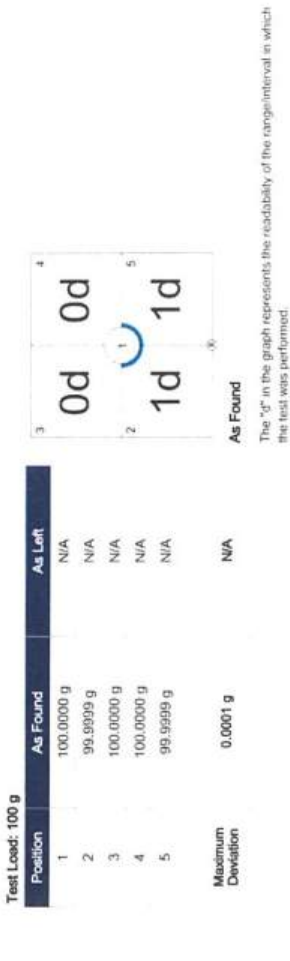 Test Load: 100 g
Position As Found As Left
1 100.0000 g N/A
2 99.9999 g N/A
3 100.0000 g N/A
4 100.0000 g N/A
5 99.9999 g N/A
Maximum
Deviation 0.0001 g N/A
3 4
0d 0d
1
2 5
1d 1d
As Found
The "d" in the graph represents the readability of the range/interval in which
the test was performed.